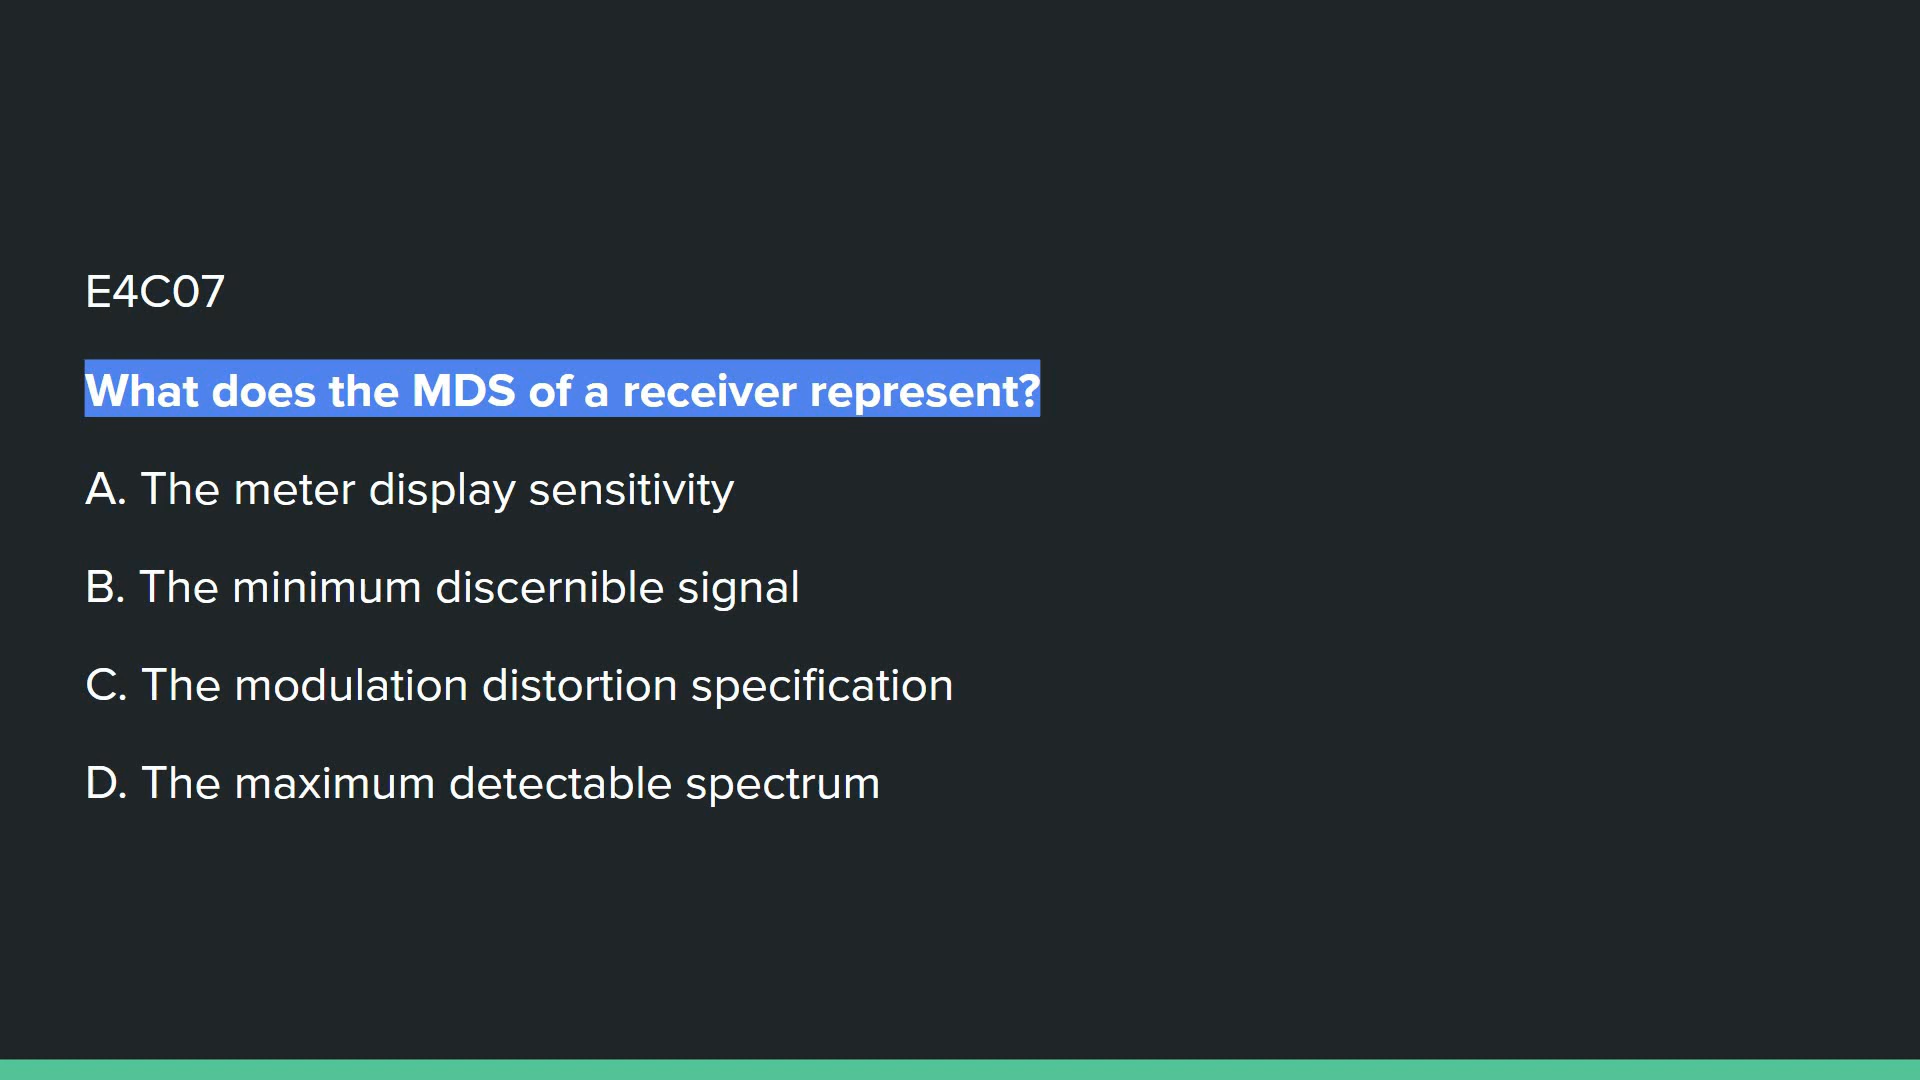 E4C07
What does the MDS of a receiver represent?
A. The meter display sensitivity
B. The minimum discernible signal
C. The modulation distortion specification
D. The maximum detectable spectrum